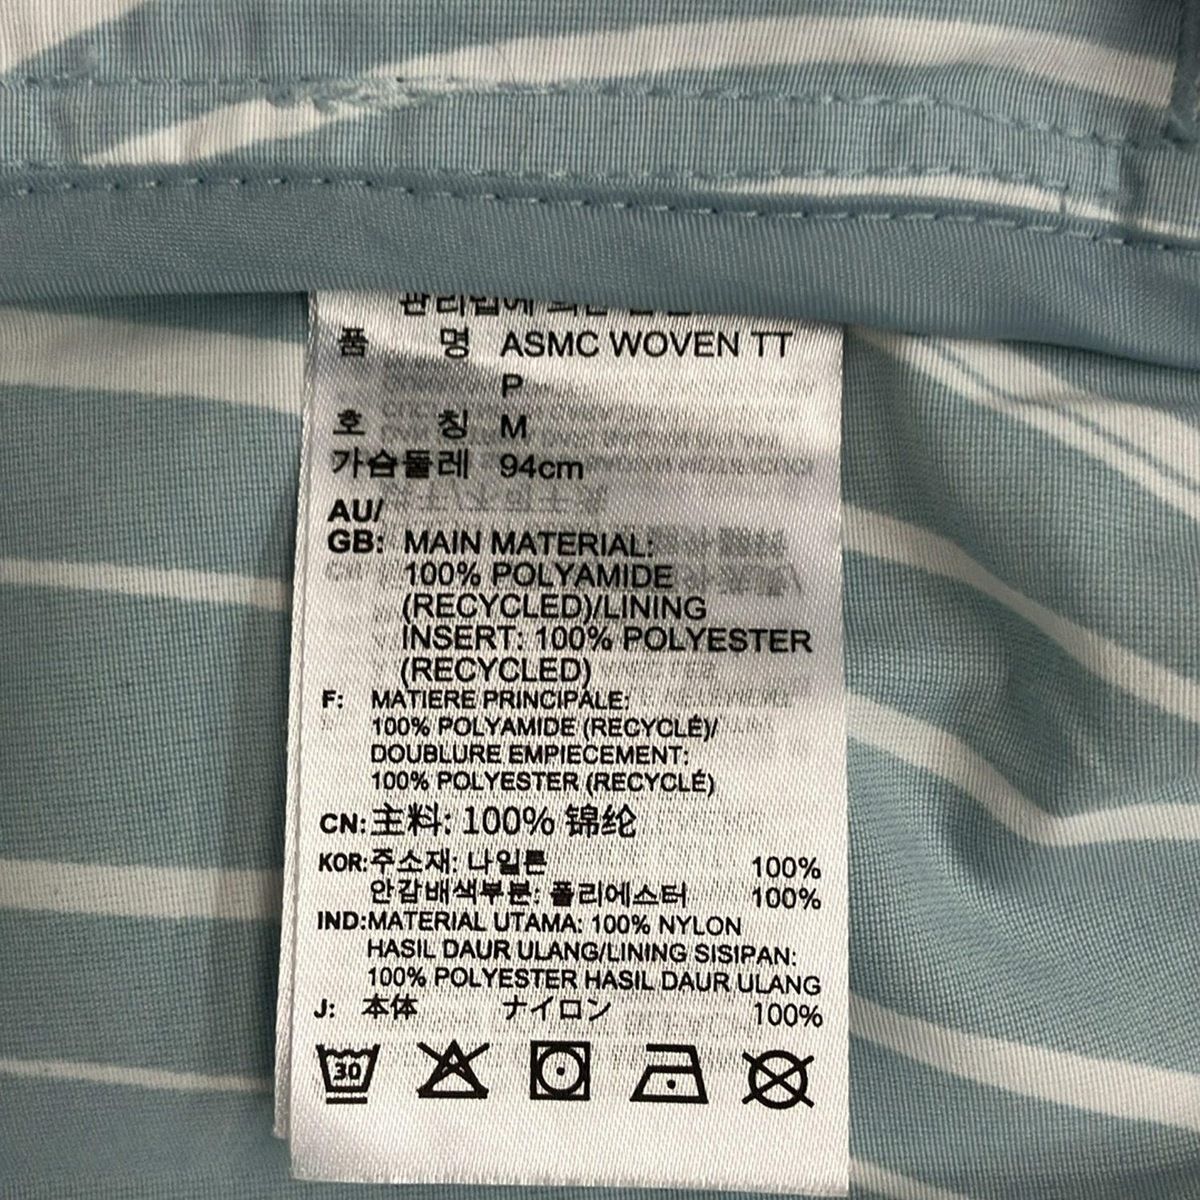 품 명 ASMC WOVEN TT
P
호 칭 M
가슴둘레 94cm
AU/
GB: MAIN MATERIAL:
100% POLYAMIDE
(RECYCLED)/LINING
INSERT: 100% POLYESTER
(RECYCLED)
F: MATIERE PRINCIPALE:
100% POLYAMIDE (RECYCLÉ)/
DOUBLURE EMPIECEMENT:
100% POLYESTER (RECYCLÉ)
CN: 主料: 100% 锦纶
KOR: 주소재: 나일론 100%
안감배색부분: 폴리에스터 100%
IND: MATERIAL UTAMA: 100% NYLON
HASIL DAUR ULANG/LINING SISIPAN:
100% POLYESTER HASIL DAUR ULANG
J: 本体 ナイロン 100%
30